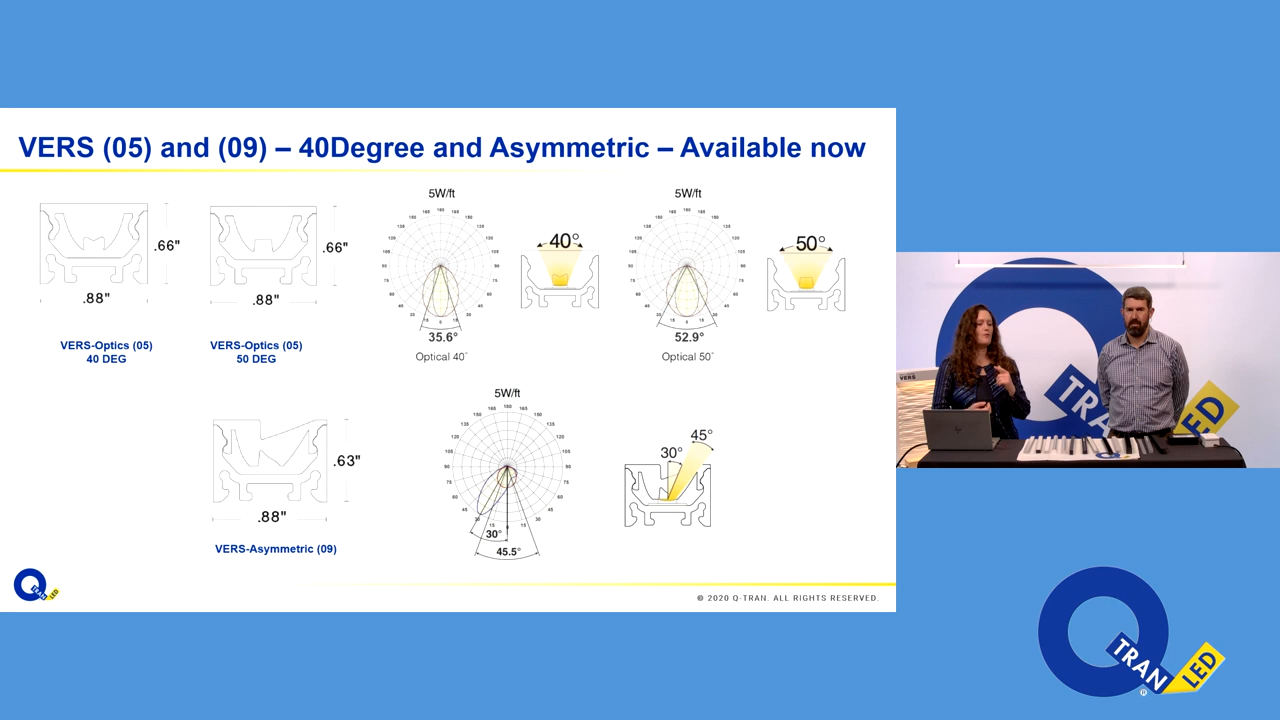 VERS (05) and (09) – 40Degree and Asymmetric – Available now
.66"
.88"
VERS-Optics (05)
40 DEG
.66"
.88"
VERS-Optics (05)
50 DEG
5W/ft
35.6°
Optical 40°
40°
5W/ft
52.9°
Optical 50°
50°
.63"
.88"
VERS-Asymmetric (09)
5W/ft
30°
45.5°
30°
45°
Q
TRAN
LED
© 2020 Q-TRAN. ALL RIGHTS RESERVED.
VERS
TRA
ED
Q
TRAN
LED
®